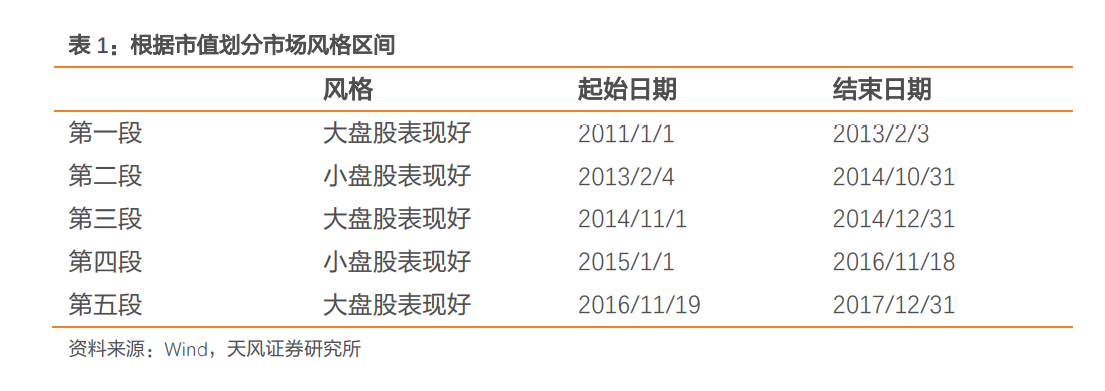 表 1：根据市值划分市场风格区间
风格 起始日期 结束日期
第一段 大盘股表现好 2011/1/1 2013/2/3
第二段 小盘股表现好 2013/2/4 2014/10/31
第三段 大盘股表现好 2014/11/1 2014/12/31
第四段 小盘股表现好 2015/1/1 2016/11/18
第五段 大盘股表现好 2016/11/19 2017/12/31
资料来源：Wind，天风证券研究所